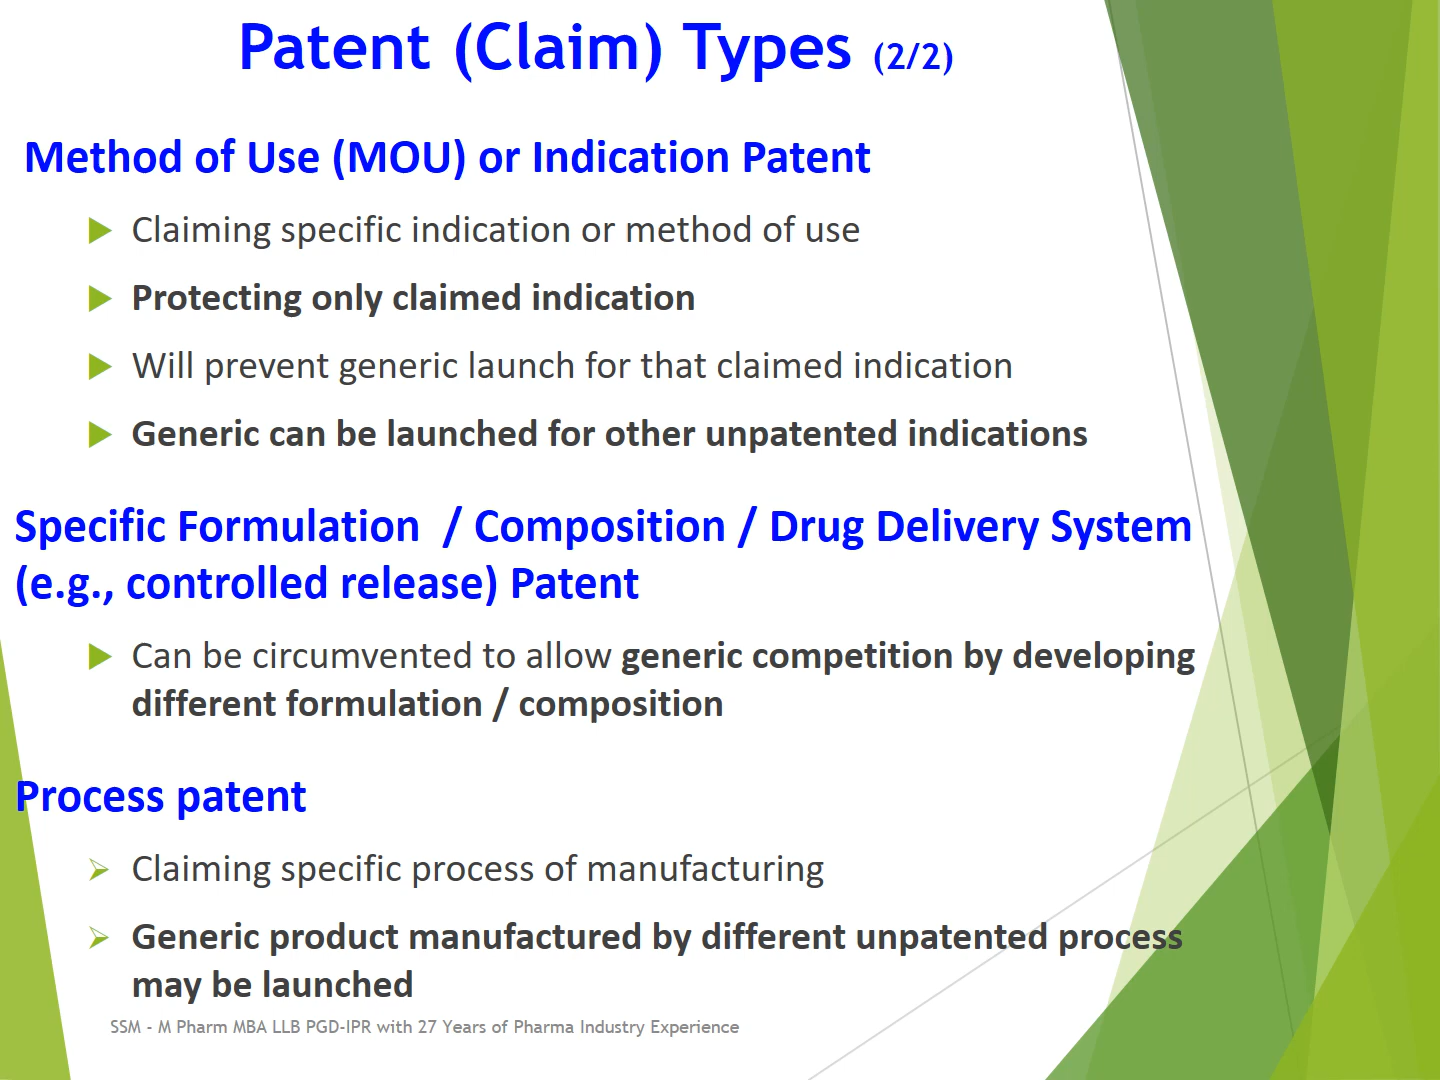 Patent (Claim) Types (2/2)
Method of Use (MOU) or Indication Patent
Claiming specific indication or method of use
Protecting only claimed indication
Will prevent generic launch for that claimed indication
Generic can be launched for other unpatented indications
Specific Formulation / Composition / Drug Delivery System
(e.g., controlled release) Patent
Can be circumvented to allow generic competition by developing
different formulation / composition
Process patent
Claiming specific process of manufacturing
Generic product manufactured by different unpatented process
may be launched
SSM - M Pharm MBA LLB PGD-IPR with 27 Years of Pharma Industry Experience